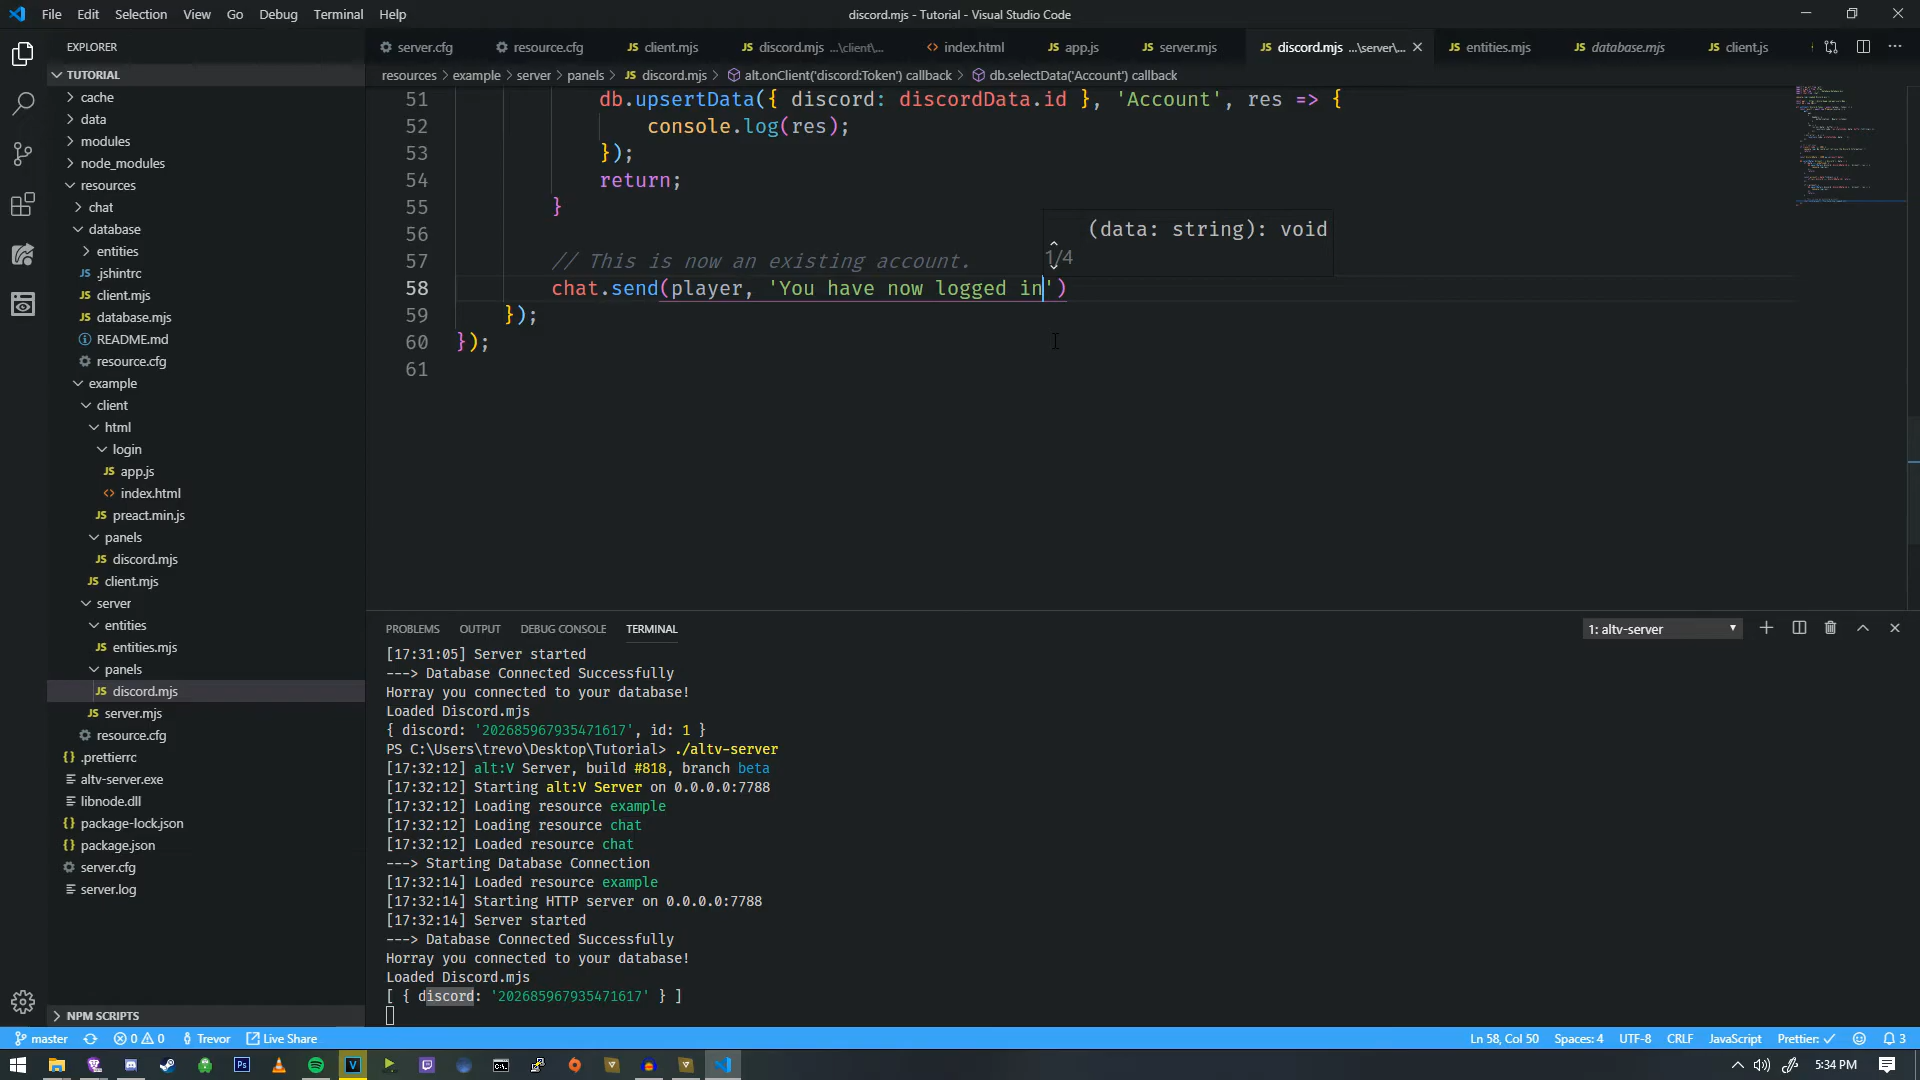 File Edit Selection View Go Debug Terminal Help
discord.mjs - Tutorial - Visual Studio Code
EXPLORER
TUTORIAL
cache
data
modules
node_modules
resources
chat
database
entities
.jshintrc
client.mjs
database.mjs
README.md
resource.cfg
example
client
html
login
app.js
index.html
preact.min.js
panels
discord.mjs
client.mjs
server
entities
entities.mjs
panels
discord.mjs
server.mjs
resource.cfg
.prettierrc
altv-server.exe
libnode.dll
package-lock.json
package.json
server.cfg
server.log
NPM SCRIPTS
server.cfg resource.cfg client.mjs discord.mjs ...\client\... index.html app.js server.mjs discord.mjs ...\server\... entities.mjs database.mjs client.js
resources > example > server > panels > discord.mjs > alt.onClient('discord:Token') callback > db.selectData('Account') callback
51 db.upsertData({ discord: discordData.id }, 'Account', res => {
52 console.log(res);
53 });
54 return;
55 }
56
57 // This is now an existing account.
58 chat.send(player, 'You have now logged in')
59 });
60 });
61
(data: string): void
1/4
PROBLEMS OUTPUT DEBUG CONSOLE TERMINAL
1: altv-server
[17:31:05] Server started
---> Database Connected Successfully
Horray you connected to your database!
Loaded Discord.mjs
{ discord: '202685967935471617', id: 1 }
PS C:\Users\trevo\Desktop\Tutorial> ./altv-server
[17:32:12] alt:V Server, build #818, branch beta
[17:32:12] Starting alt:V Server on 0.0.0.0:7788
[17:32:12] Loading resource example
[17:32:12] Loading resource chat
[17:32:12] Loaded resource chat
---> Starting Database Connection
[17:32:14] Loaded resource example
[17:32:14] Starting HTTP server on 0.0.0.0:7788
[17:32:14] Server started
---> Database Connected Successfully
Horray you connected to your database!
Loaded Discord.mjs
[ { discord: '202685967935471617' } ]
master 0 0 Trevor Live Share
Ln 58, Col 50 Spaces: 4 UTF-8 CRLF JavaScript Prettier: ✓ 3
5:34 PM